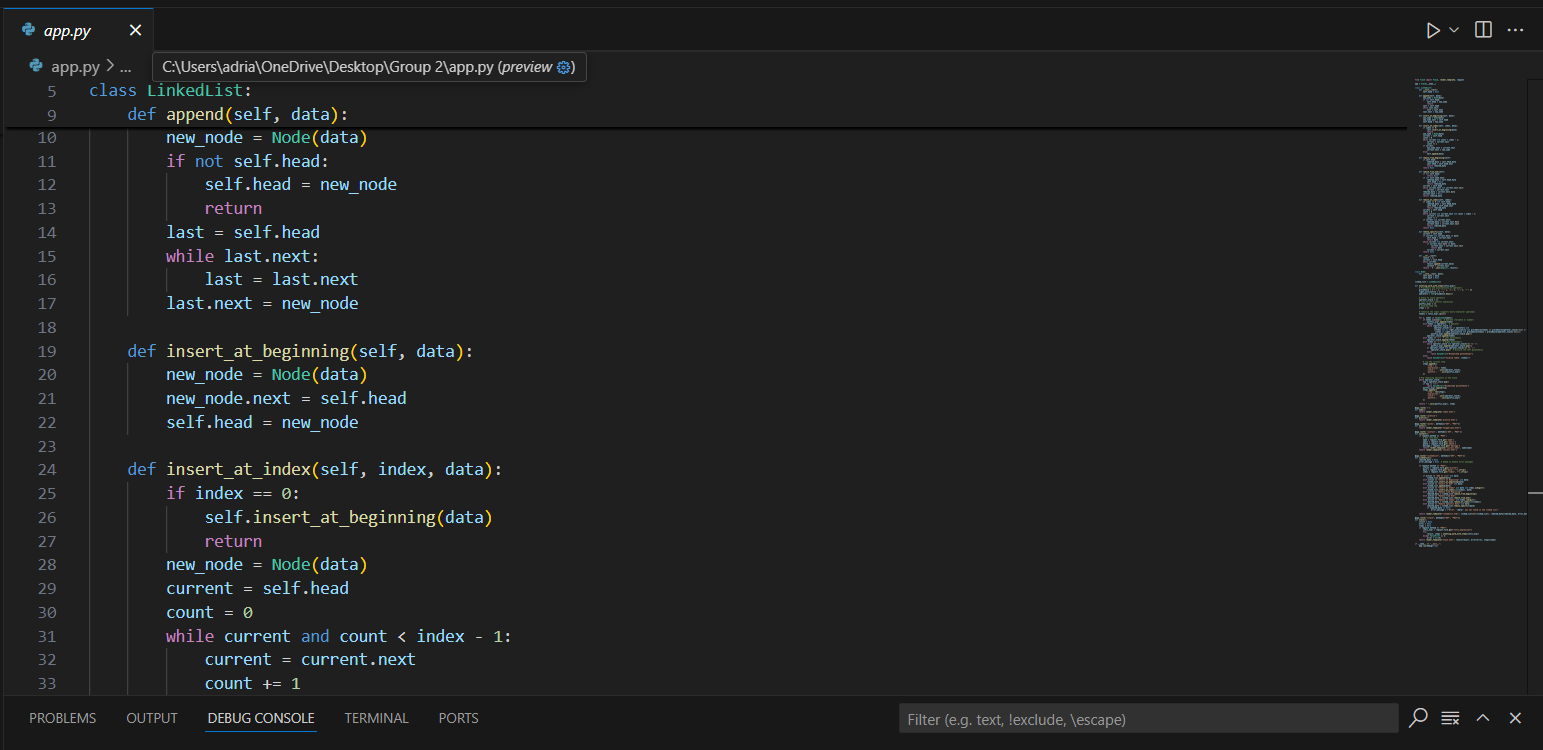 app.py
app.py > ...
C:\Users\adria\OneDrive\Desktop\Group 2\app.py (preview)
5 class LinkedList:
9     def append(self, data):
10         new_node = Node(data)
11         if not self.head:
12             self.head = new_node
13             return
14         last = self.head
15         while last.next:
16             last = last.next
17         last.next = new_node
18
19     def insert_at_beginning(self, data):
20         new_node = Node(data)
21         new_node.next = self.head
22         self.head = new_node
23
24     def insert_at_index(self, index, data):
25         if index == 0:
26             self.insert_at_beginning(data)
27             return
28         new_node = Node(data)
29         current = self.head
30         count = 0
31         while current and count < index - 1:
32             current = current.next
33             count += 1
PROBLEMS OUTPUT DEBUG CONSOLE TERMINAL PORTS Filter (e.g. text, !exclude, \escape)